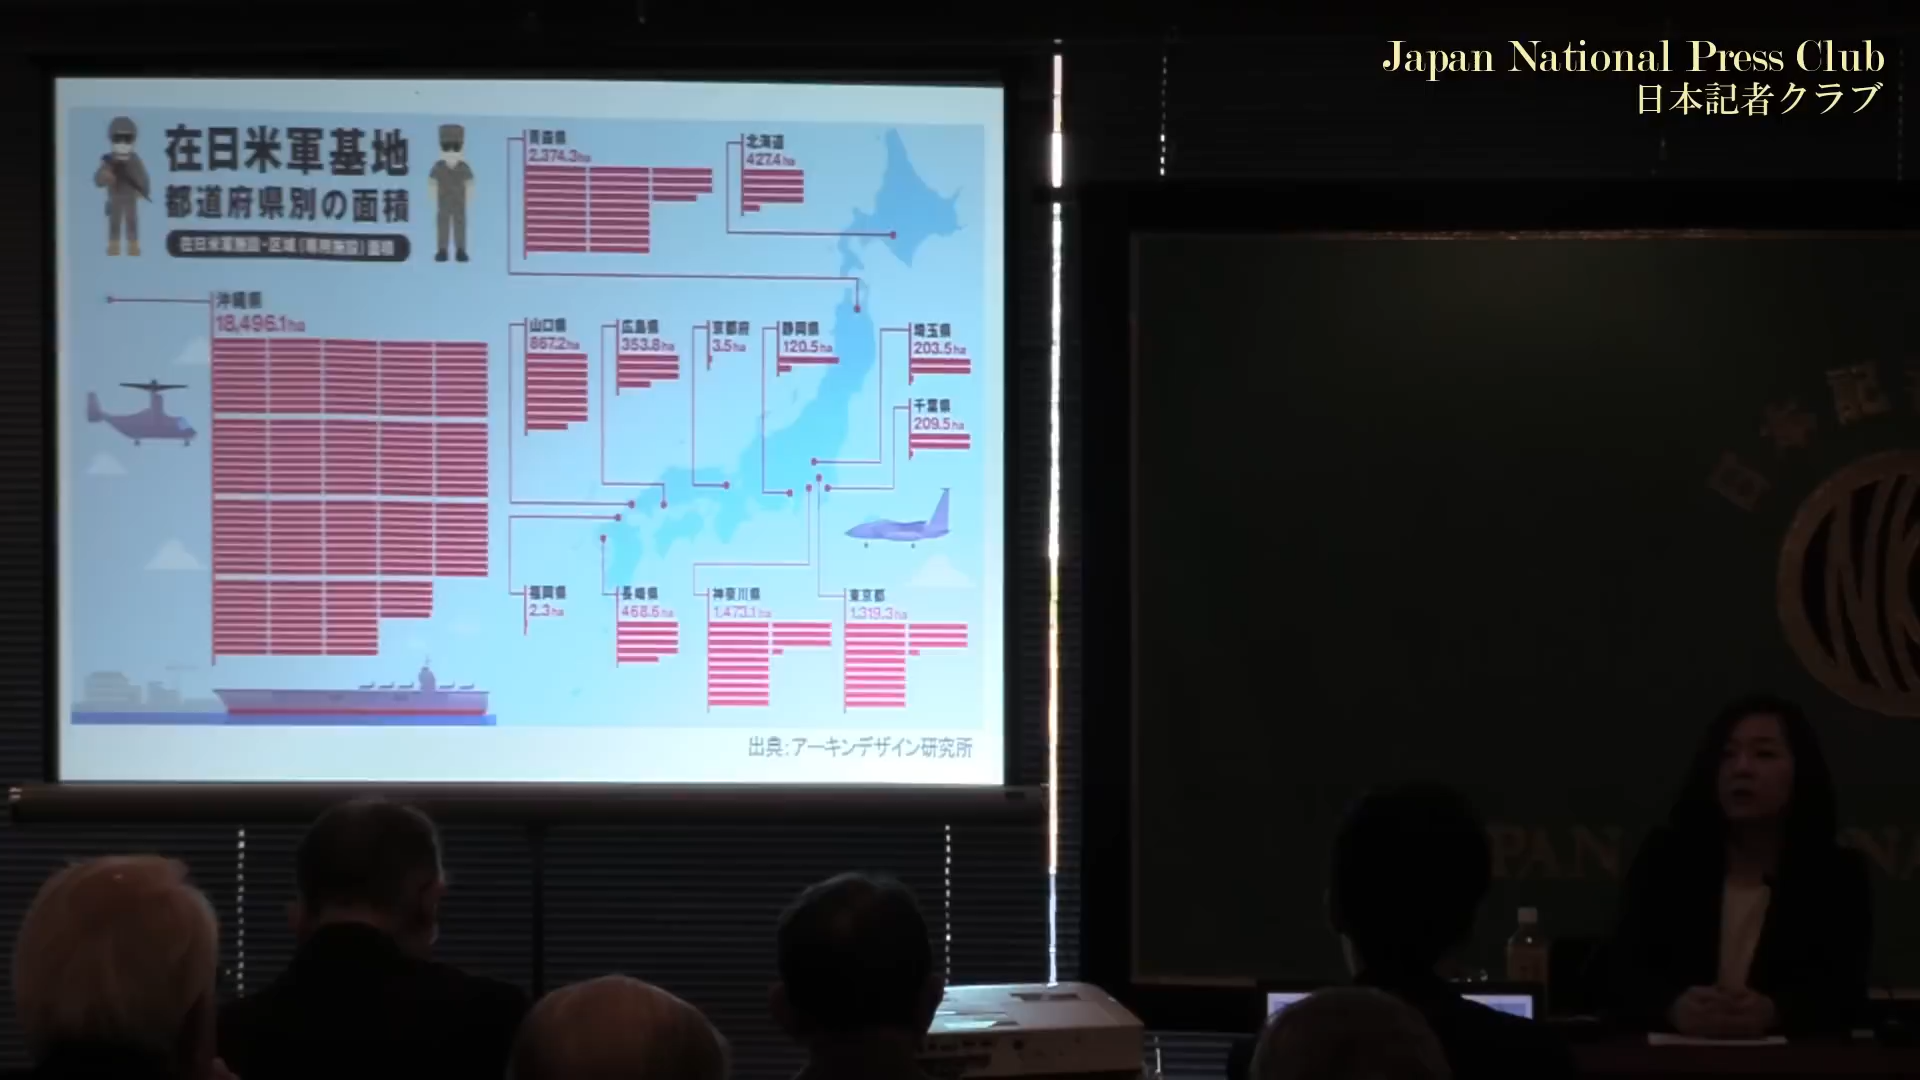 Japan National Press Club
日本記者クラブ
在日米軍基地
都道府県別の面積
在日米軍施設・区域（専用施設）面積
青森県
2,374.3ha
北海道
427.4ha
沖縄県
18,496.1ha
山口県
867.2ha
広島県
353.8ha
京都府
3.5ha
静岡県
120.5ha
埼玉県
203.5ha
千葉県
209.5ha
福岡県
2.3ha
長崎県
468.6ha
神奈川県
1,473.1ha
東京都
1,319.3ha
出典：アーキンデザイン研究所